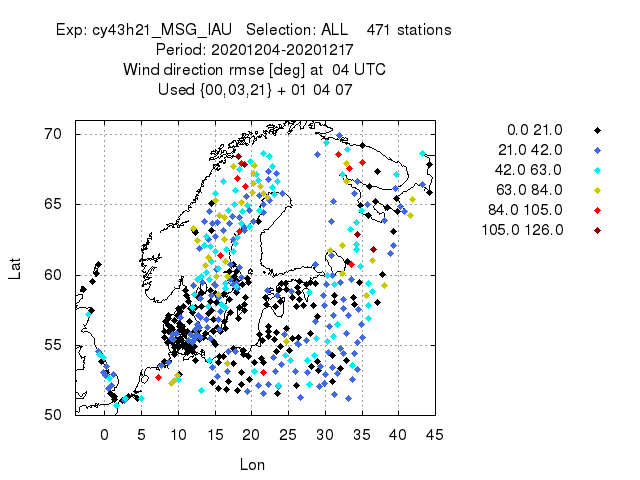 Exp: cy43h21_MSG_IAU   Selection: ALL    471 stations
Period: 20201204-20201217
Wind direction rmse [deg] at  04 UTC
Used {00,03,21} + 01 04 07
70
65
60
55
50
Lat
0 5 10 15 20 25 30 35 40 45
Lon
0.0 21.0
21.0 42.0
42.0 63.0
63.0 84.0
84.0 105.0
105.0 126.0